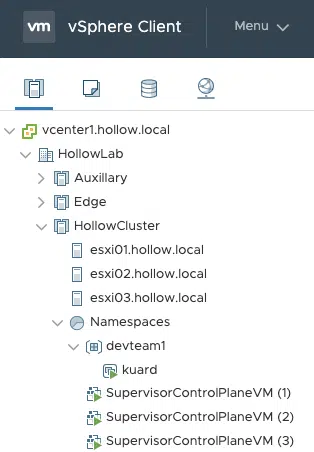 vm vSphere Client Menu
vcenter1.hollow.local
HollowLab
Auxillary
Edge
HollowCluster
esxi01.hollow.local
esxi02.hollow.local
esxi03.hollow.local
Namespaces
devteam1
kuard
SupervisorControlPlaneVM (1)
SupervisorControlPlaneVM (2)
SupervisorControlPlaneVM (3)